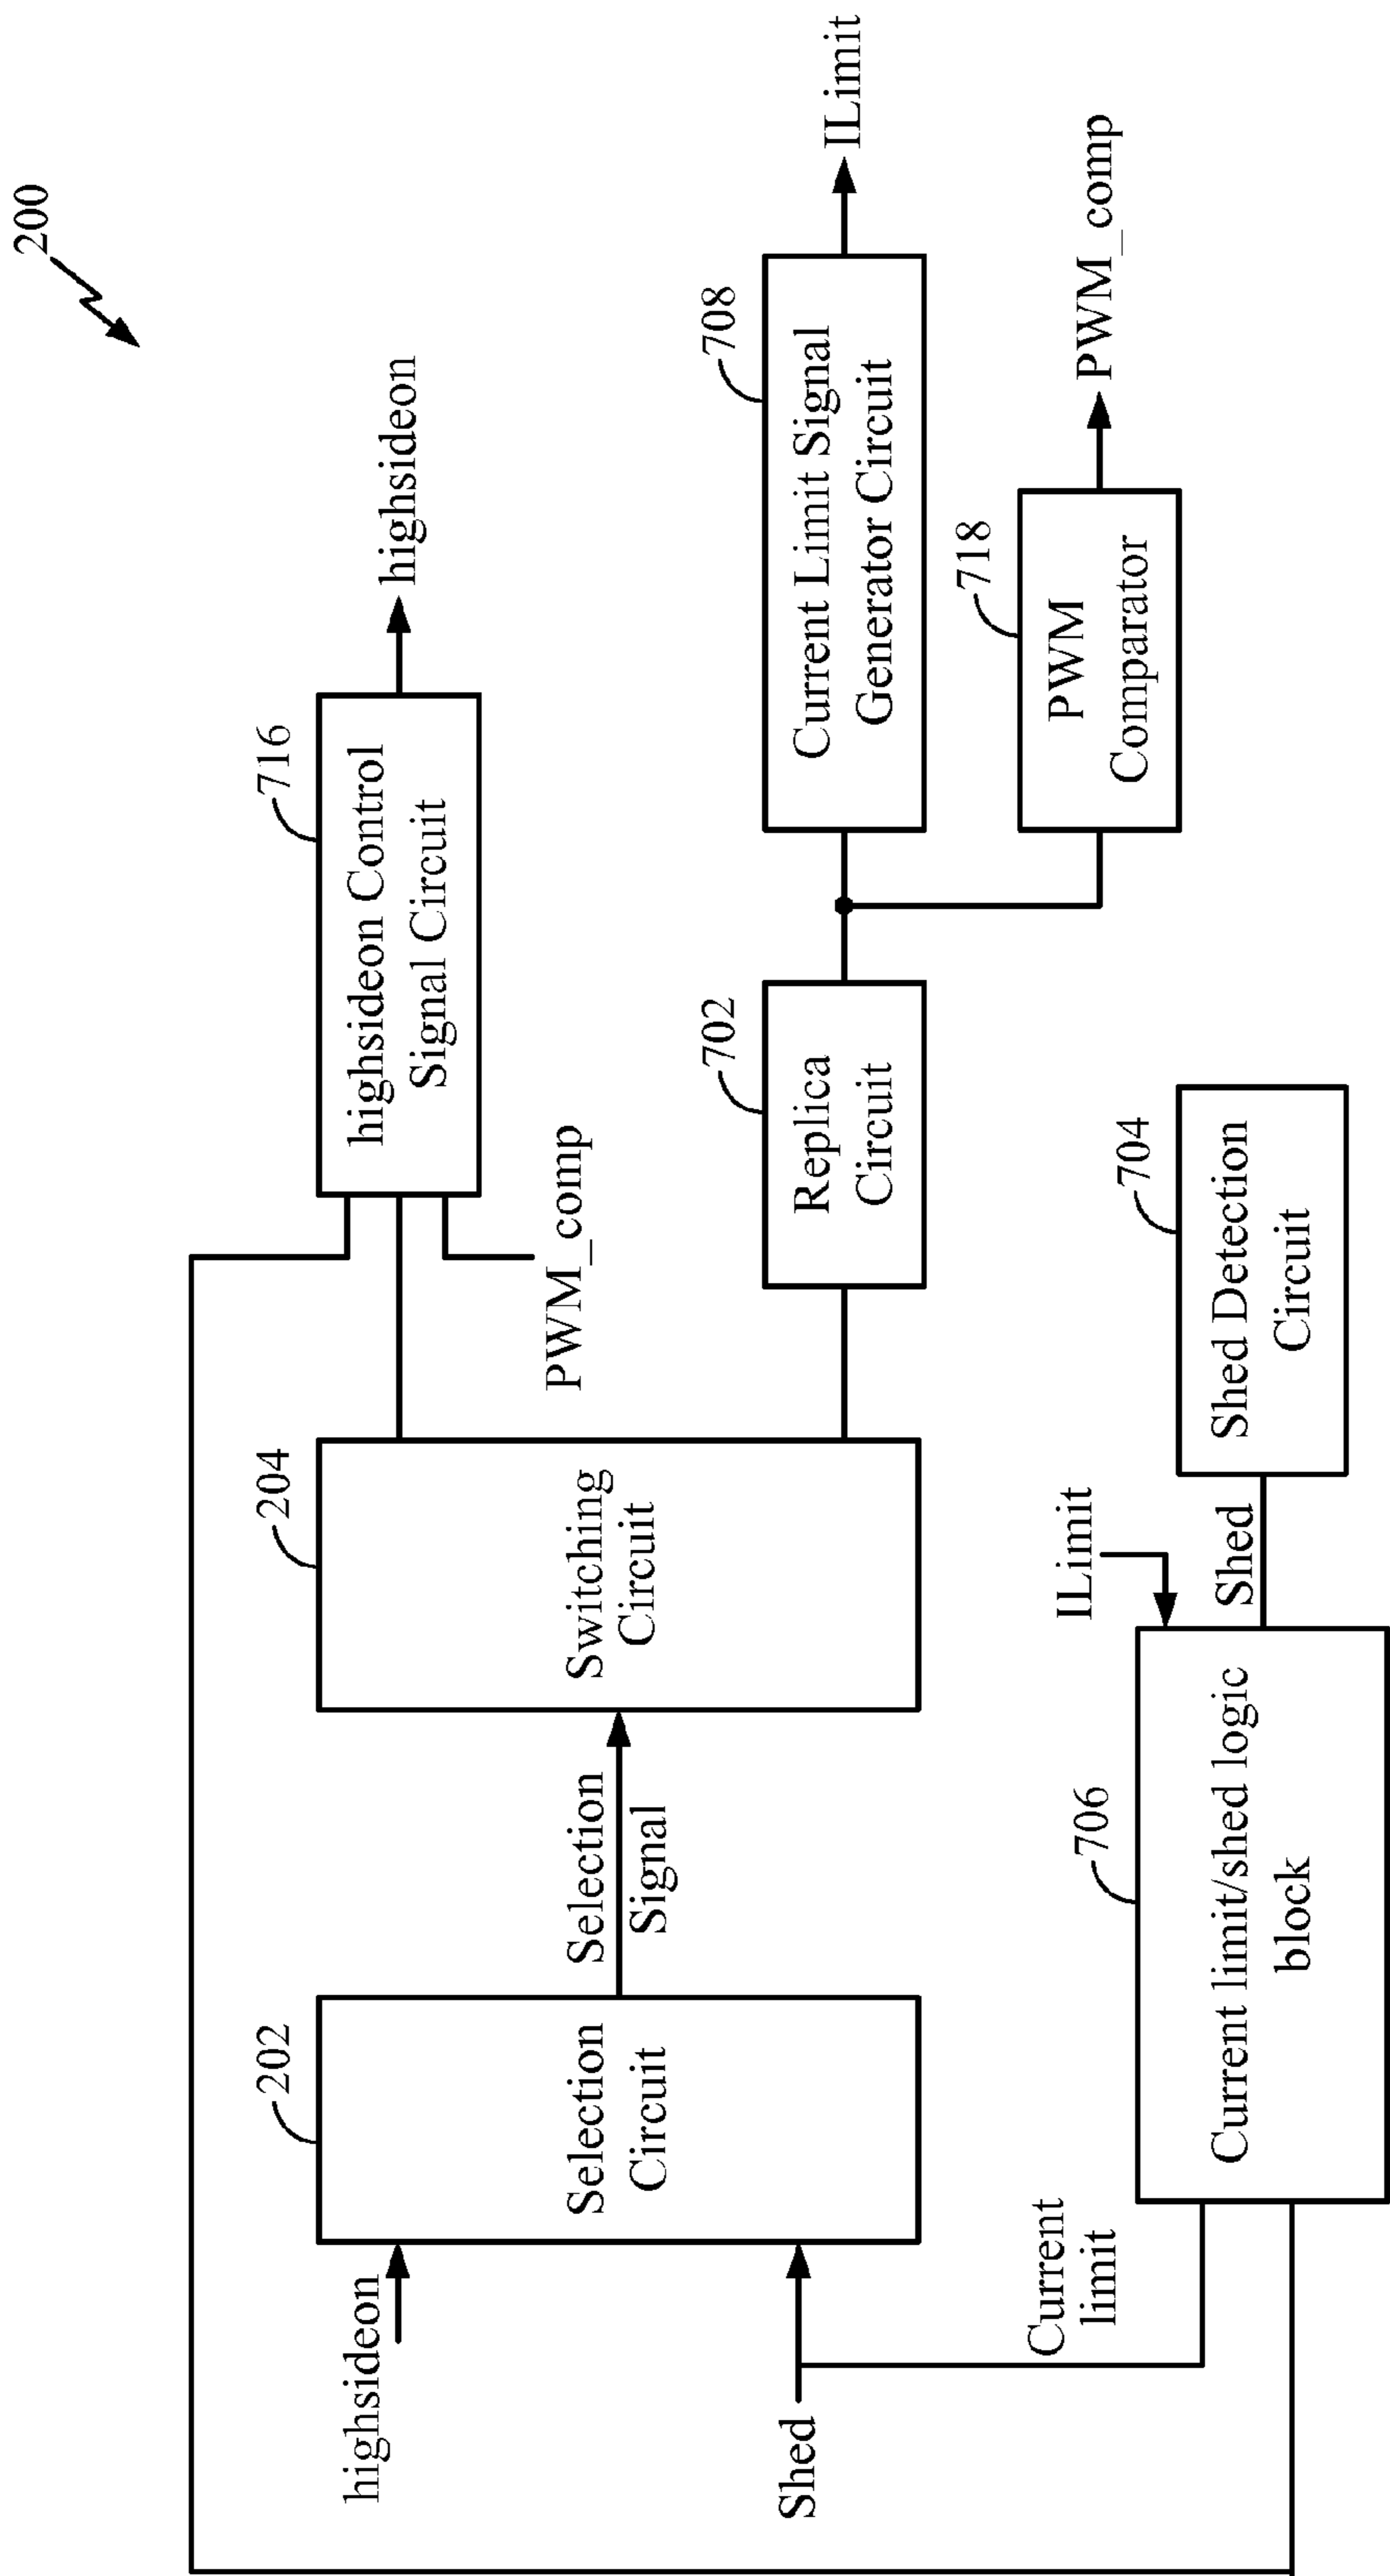 200
highsideon
Shed
202
Selection
Circuit
Selection
Signal
204
Switching
Circuit
PWM_comp
716
highsideon Control
Signal Circuit
highsideon
702
Replica
Circuit
708
Current Limit Signal
Generator Circuit
ILimit
718
PWM
Comparator
PWM_comp
Current
limit
706
Current limit/shed logic
block
ILimit
Shed
704
Shed Detection
Circuit